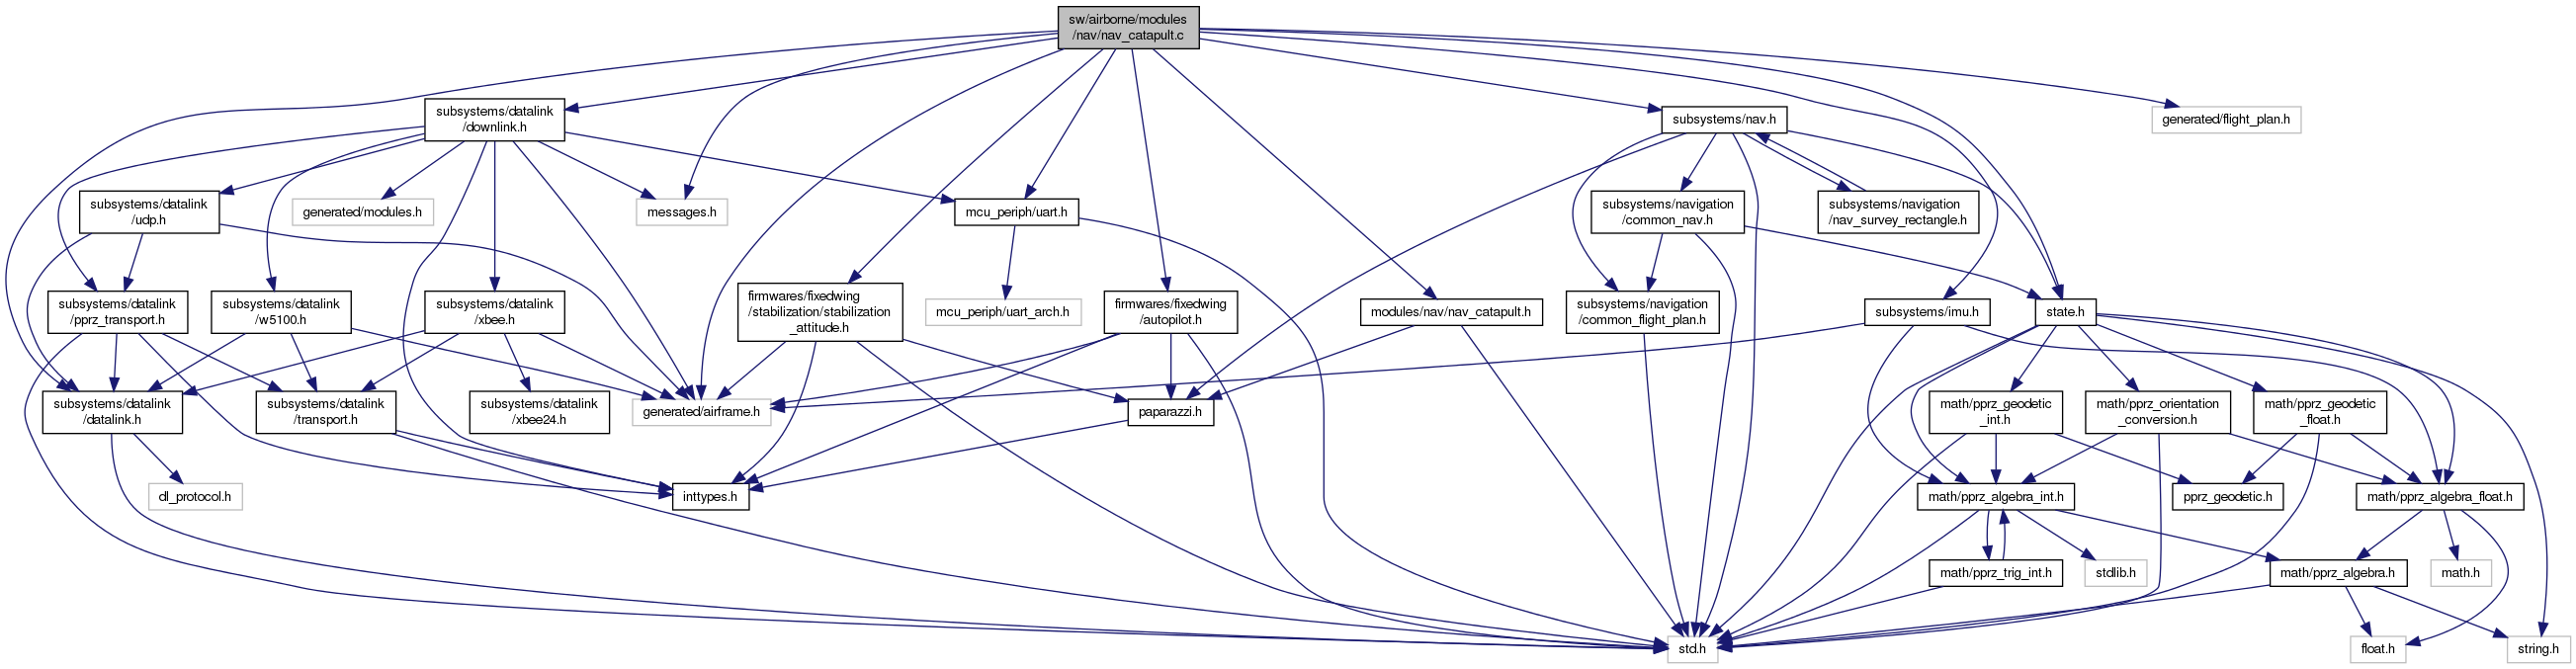 sw/airborne/modules
/nav/nav_catapult.c
subsystems/datalink
/downlink.h
subsystems/nav.h
generated/flight_plan.h
subsystems/datalink
/udp.h
generated/modules.h
messages.h
mcu_periph/uart.h
subsystems/navigation
/common_nav.h
subsystems/navigation
/nav_survey_rectangle.h
subsystems/datalink
/pprz_transport.h
subsystems/datalink
/w5100.h
subsystems/datalink
/xbee.h
firmwares/fixedwing
/stabilization/stabilization
_attitude.h
mcu_periph/uart_arch.h
firmwares/fixedwing
/autopilot.h
modules/nav/nav_catapult.h
subsystems/navigation
/common_flight_plan.h
subsystems/imu.h
state.h
subsystems/datalink
/datalink.h
subsystems/datalink
/transport.h
subsystems/datalink
/xbee24.h
generated/airframe.h
paparazzi.h
math/pprz_geodetic
_int.h
math/pprz_orientation
_conversion.h
math/pprz_geodetic
_float.h
dl_protocol.h
inttypes.h
math/pprz_algebra_int.h
pprz_geodetic.h
math/pprz_algebra_float.h
math/pprz_trig_int.h
stdlib.h
math/pprz_algebra.h
math.h
std.h
float.h
string.h